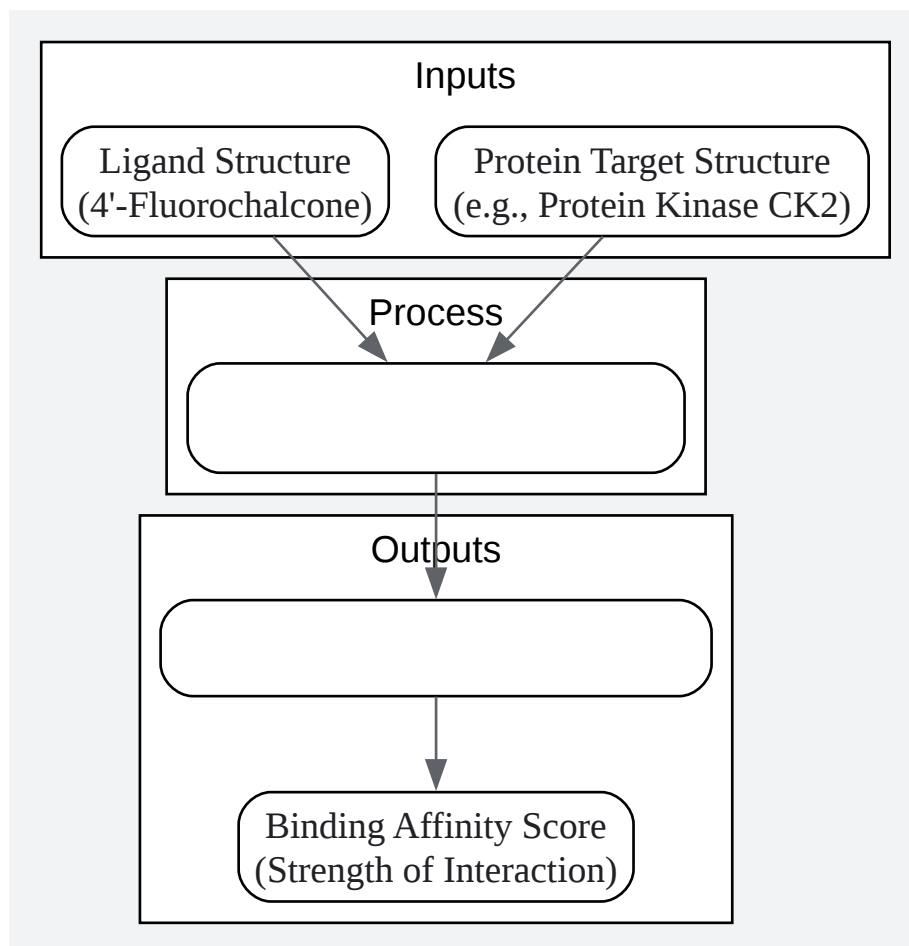 Inputs
Ligand Structure
(4'-Fluorochalcone)
Protein Target Structure
(e.g., Protein Kinase CK2)
Process
Outputs
Binding Affinity Score
(Strength of Interaction)